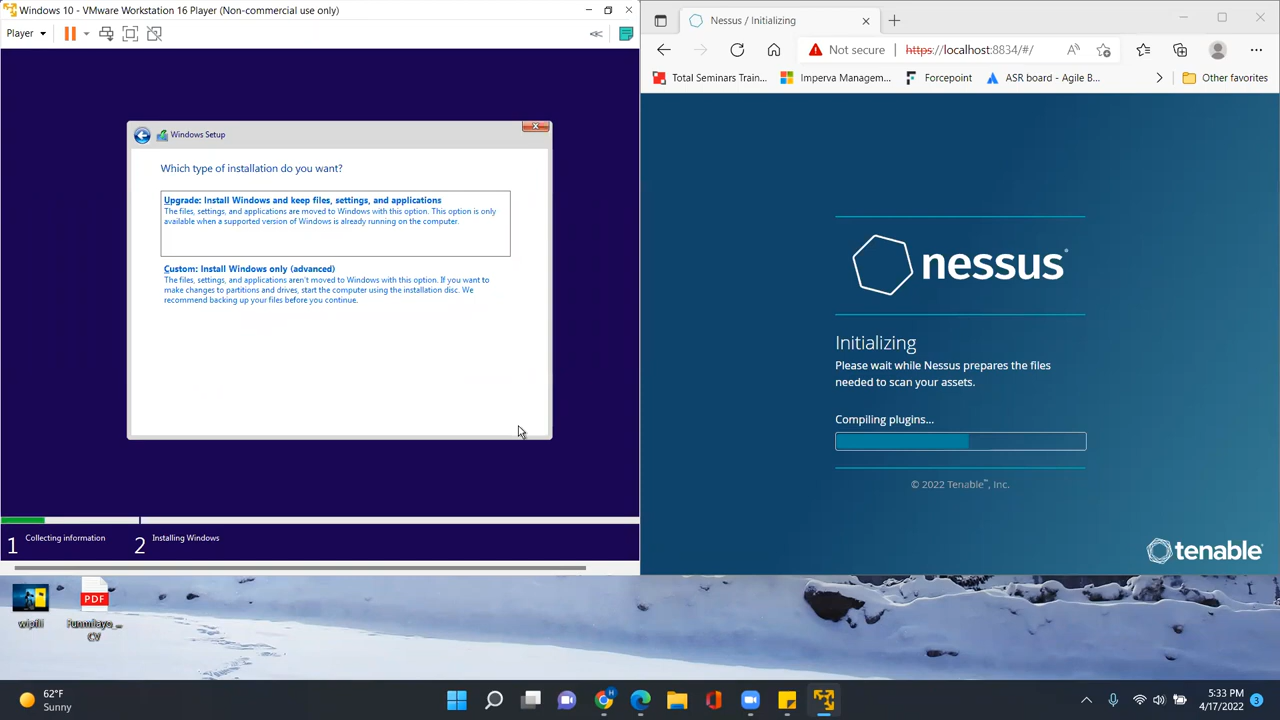 Windows 10 - VMware Workstation 16 Player (Non-commercial use only)
Player
Windows Setup
Which type of installation do you want?
Upgrade: Install Windows and keep files, settings, and applications
The files, settings, and applications are moved to Windows with this option. This option is only
available when a supported version of Windows is already running on the computer.
Custom: Install Windows only (advanced)
The files, settings, and applications aren't moved to Windows with this option. If you want to
make changes to partitions and drives, start the computer using the installation disc. We
recommend backing up your files before you continue.
1 Collecting information 2 Installing Windows
Nessus / Initializing
Not secure https://localhost:8834/#/
Total Seminars Train... Imperva Managem... Forcepoint ASR board - Agile B... Other favorites
nessus®
Initializing
Please wait while Nessus prepares the files
needed to scan your assets.
Compiling plugins...
© 2022 Tenable™, Inc.
tenable®
PDF
wipfli
Funmilayo_...
CV
62°F
Sunny
H
5:33 PM
4/17/2022
3